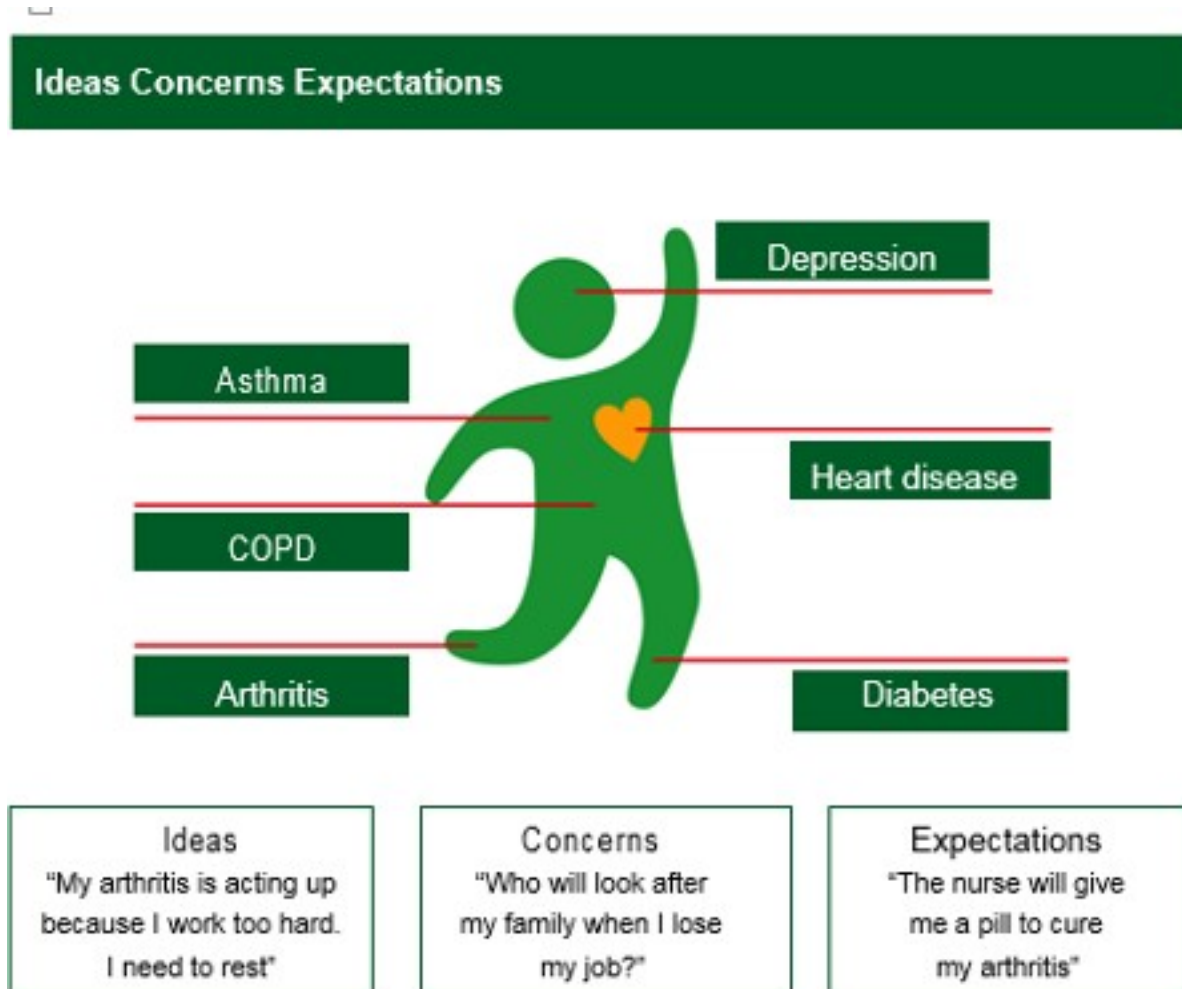 Ideas Concerns Expectations
Depression
Asthma
Heart disease
COPD
Arthritis
Diabetes
Ideas
"My arthritis is acting up
because I work too hard.
I need to rest"
Concerns
"Who will look after
my family when I lose
my job?"
Expectations
"The nurse will give
me a pill to cure
my arthritis"